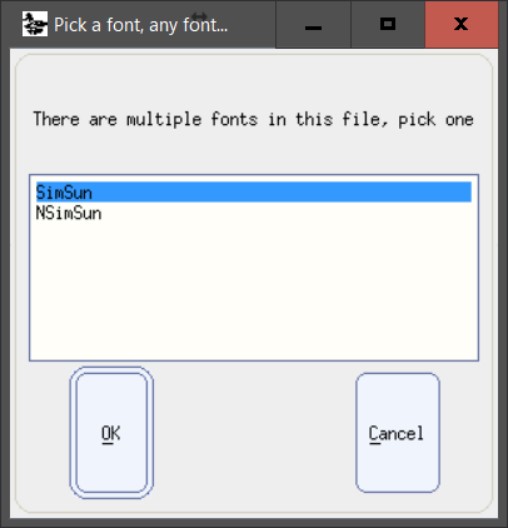 Pick a font, any font...
There are multiple fonts in this file, pick one
SimSun
NSimSun
OK
Cancel